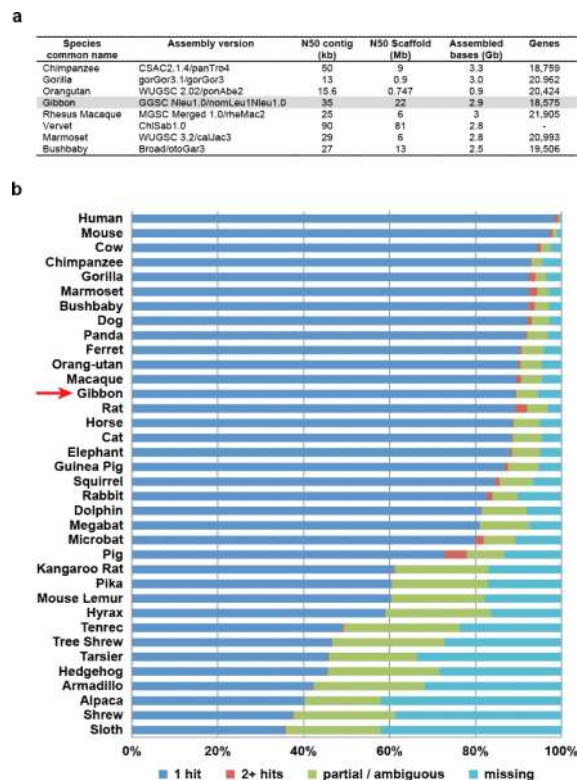 a
Species common name Assembly version N50 contig (kb) N50 Scaffold (Mb) Assembled bases (Gb) Genes
Chimpanzee CSAC2.1.4/panTro4 50 9 3.3 18,759
Gorilla gorGor3.1/gorGor3 13 0.9 3.0 20.962
Orangutan WUGSC 2.02/ponAbe2 15.6 0.747 0.9 20,424
Gibbon GGSC Nleu1.0/nomLeu1Nleu1.0 35 22 2.9 18,575
Rhesus Macaque MGSC Merged 1.0/rheMac2 25 6 3 21,905
Vervet ChlSab1.0 90 81 2.8 -
Marmoset WUGSC 3.2/calJac3 29 6 2.8 20,993
Bushbaby Broad/otoGar3 27 13 2.5 19,506
b
Human
Mouse
Cow
Chimpanzee
Gorilla
Marmoset
Bushbaby
Dog
Panda
Ferret
Orang-utan
Macaque
Gibbon
Rat
Horse
Cat
Elephant
Guinea Pig
Squirrel
Rabbit
Dolphin
Megabat
Microbat
Pig
Kangaroo Rat
Pika
Mouse Lemur
Hyrax
Tenrec
Tree Shrew
Tarsier
Hedgehog
Armadillo
Alpaca
Shrew
Sloth
0% 20% 40% 60% 80% 100%
1 hit 2+ hits partial / ambiguous missing